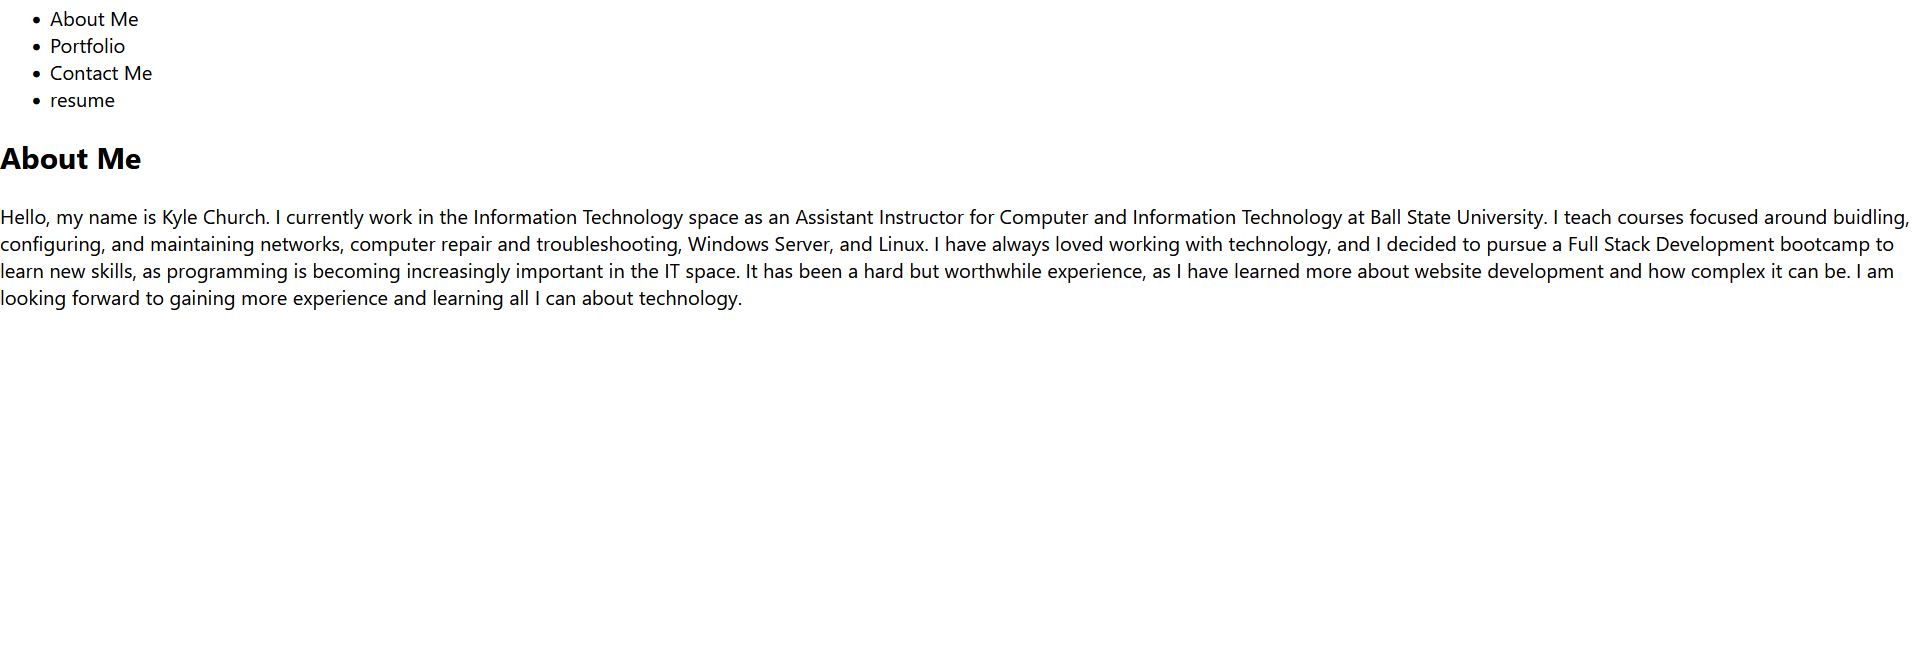 About Me
Portfolio
Contact Me
resume
About Me
Hello, my name is Kyle Church. I currently work in the Information Technology space as an Assistant Instructor for Computer and Information Technology at Ball State University. I teach courses focused around buidling,
configuring, and maintaining networks, computer repair and troubleshooting, Windows Server, and Linux. I have always loved working with technology, and I decided to pursue a Full Stack Development bootcamp to
learn new skills, as programming is becoming increasingly important in the IT space. It has been a hard but worthwhile experience, as I have learned more about website development and how complex it can be. I am
looking forward to gaining more experience and learning all I can about technology.